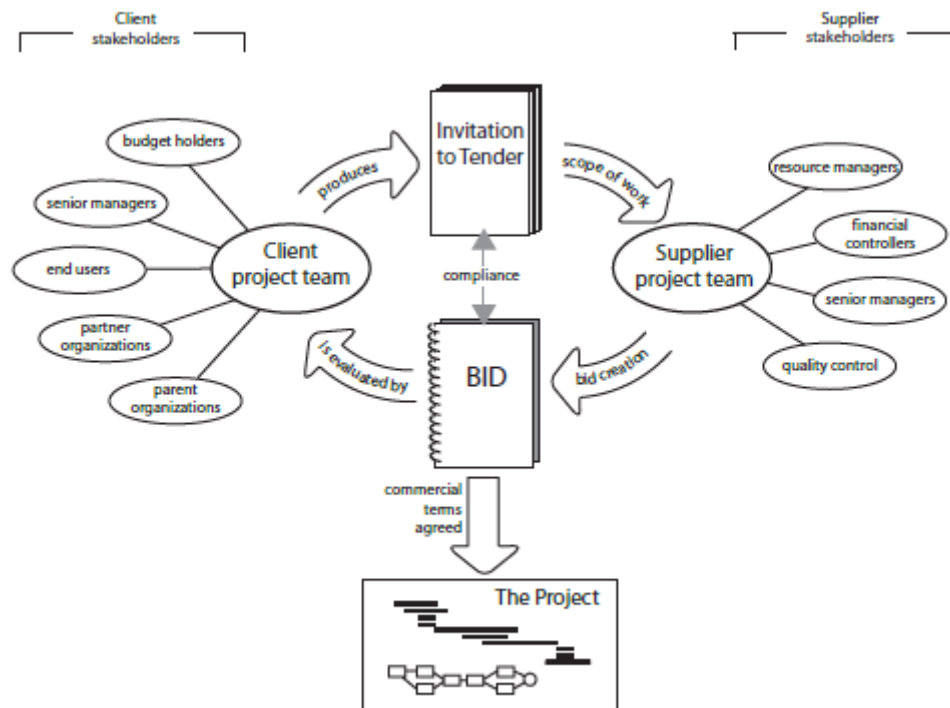 Client
stakeholders
Supplier
stakeholders
budget holders
senior managers
end users
partner
organizations
parent
organizations
Client
project team
produces
Invitation
to Tender
scope of work
compliance
Supplier
project team
resource managers
financial
controllers
senior managers
quality control
bid creation
BID
is evaluated by
commercial
terms
agreed
The Project